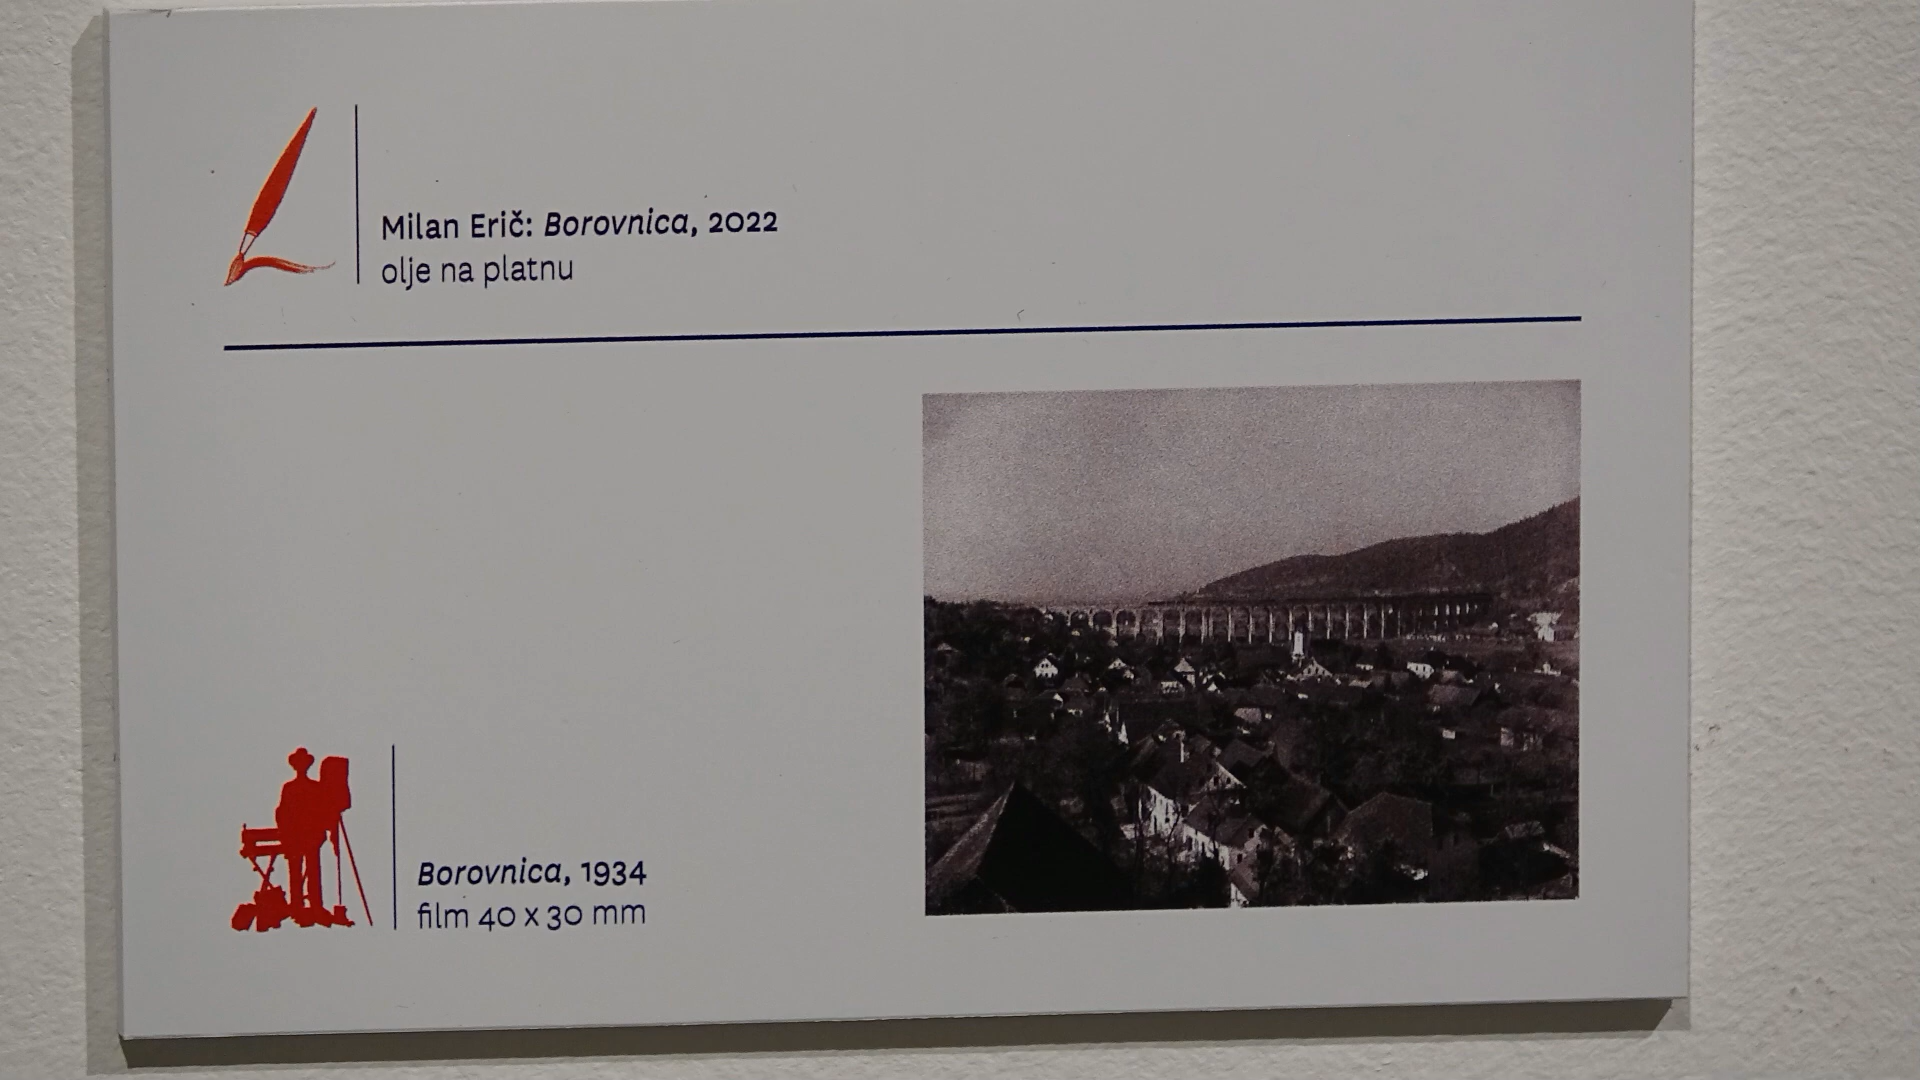 Milan Erič: Borovnica, 2022
olje na platnu
Borovnica, 1934
film 40 x 30 mm